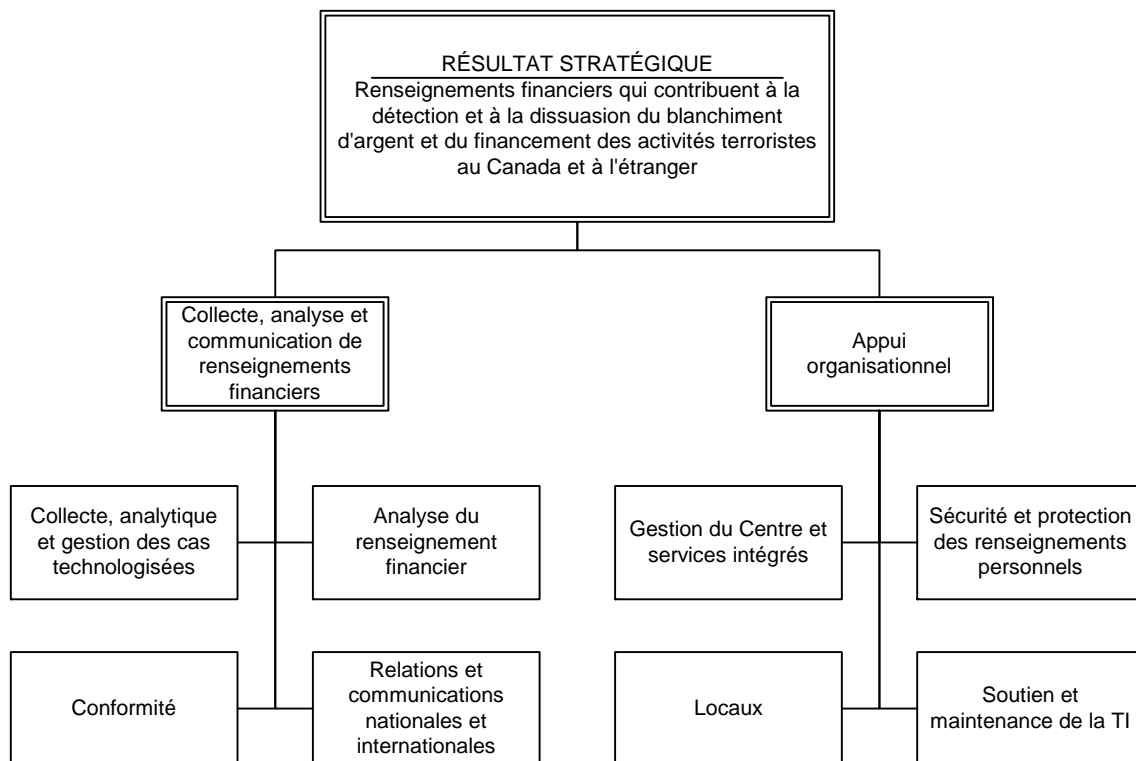 RÉSULTAT STRATÉGIQUE
Renseignements financiers qui contribuent à la
détection et à la dissuasion du blanchiment
d'argent et du financement des activités terroristes
au Canada et à l'étranger
Collecte, analyse et
communication de
renseignements
financiers
Appui
organisationnel
Collecte, analytique
et gestion des cas
technologisées
Analyse du
renseignement
financier
Gestion du Centre et
services intégrés
Sécurité et protection
des renseignements
personnels
Conformité
Relations et
communications
nationales et
internationales
Locaux
Soutien et
maintenance de la TI